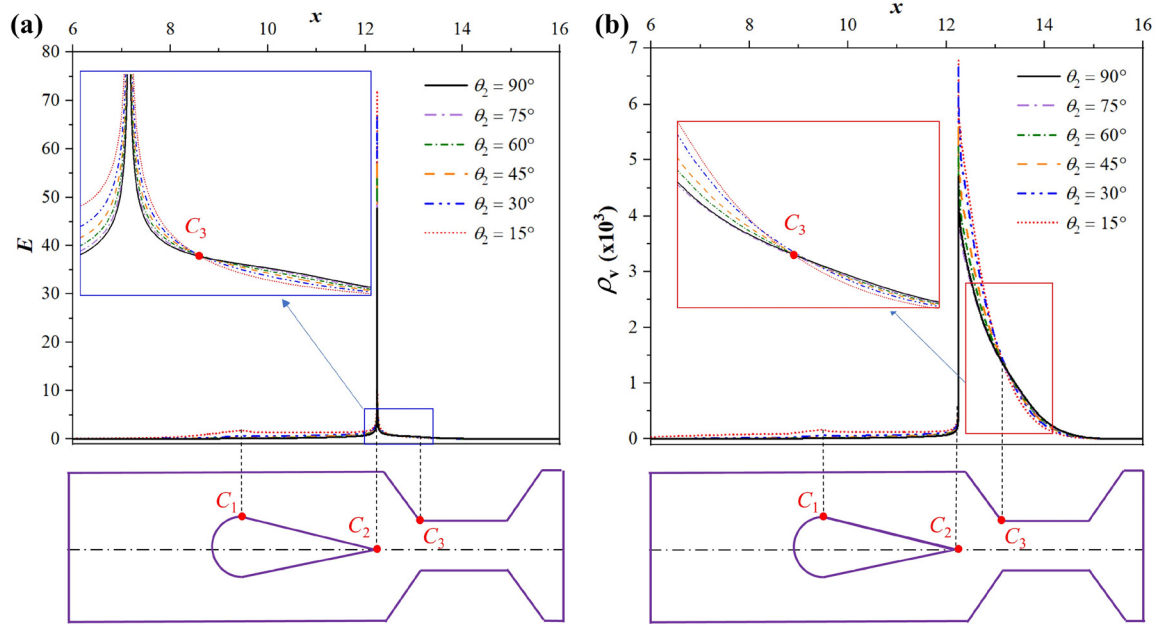 (a)
x
6 8 10 12 14 16
80
70
60
50
40
30
20
10
0
E
θ₂ = 90°
θ₂ = 75°
θ₂ = 60°
θ₂ = 45°
θ₂ = 30°
θ₂ = 15°
C₃
C₁
C₂
C₃
(b)
x
6 8 10 12 14 16
7
6
5
4
3
2
1
0
ρᵥ (x10³)
θ₂ = 90°
θ₂ = 75°
θ₂ = 60°
θ₂ = 45°
θ₂ = 30°
θ₂ = 15°
C₃
C₁
C₂
C₃